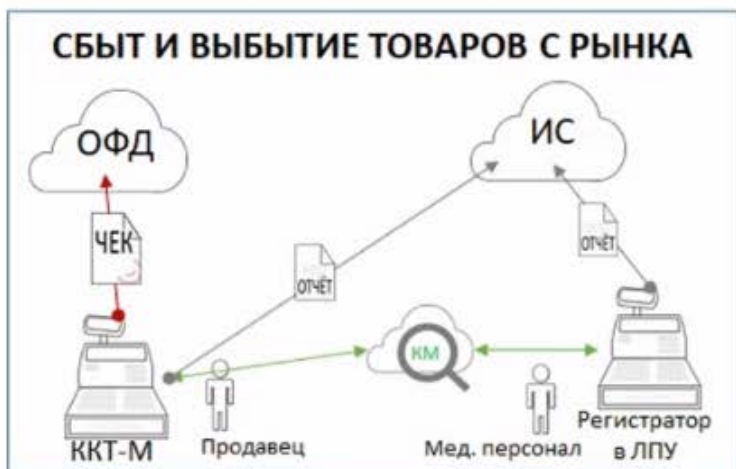 СБЫТ И ВЫБЫТИЕ ТОВАРОВ С РЫНКА
ОФД
ИС
ЧЕК
ОТЧЁТ
ОТЧЁТ
КМ
ККТ-М
Продавец
Мед. персонал
Регистратор
в ЛПУ